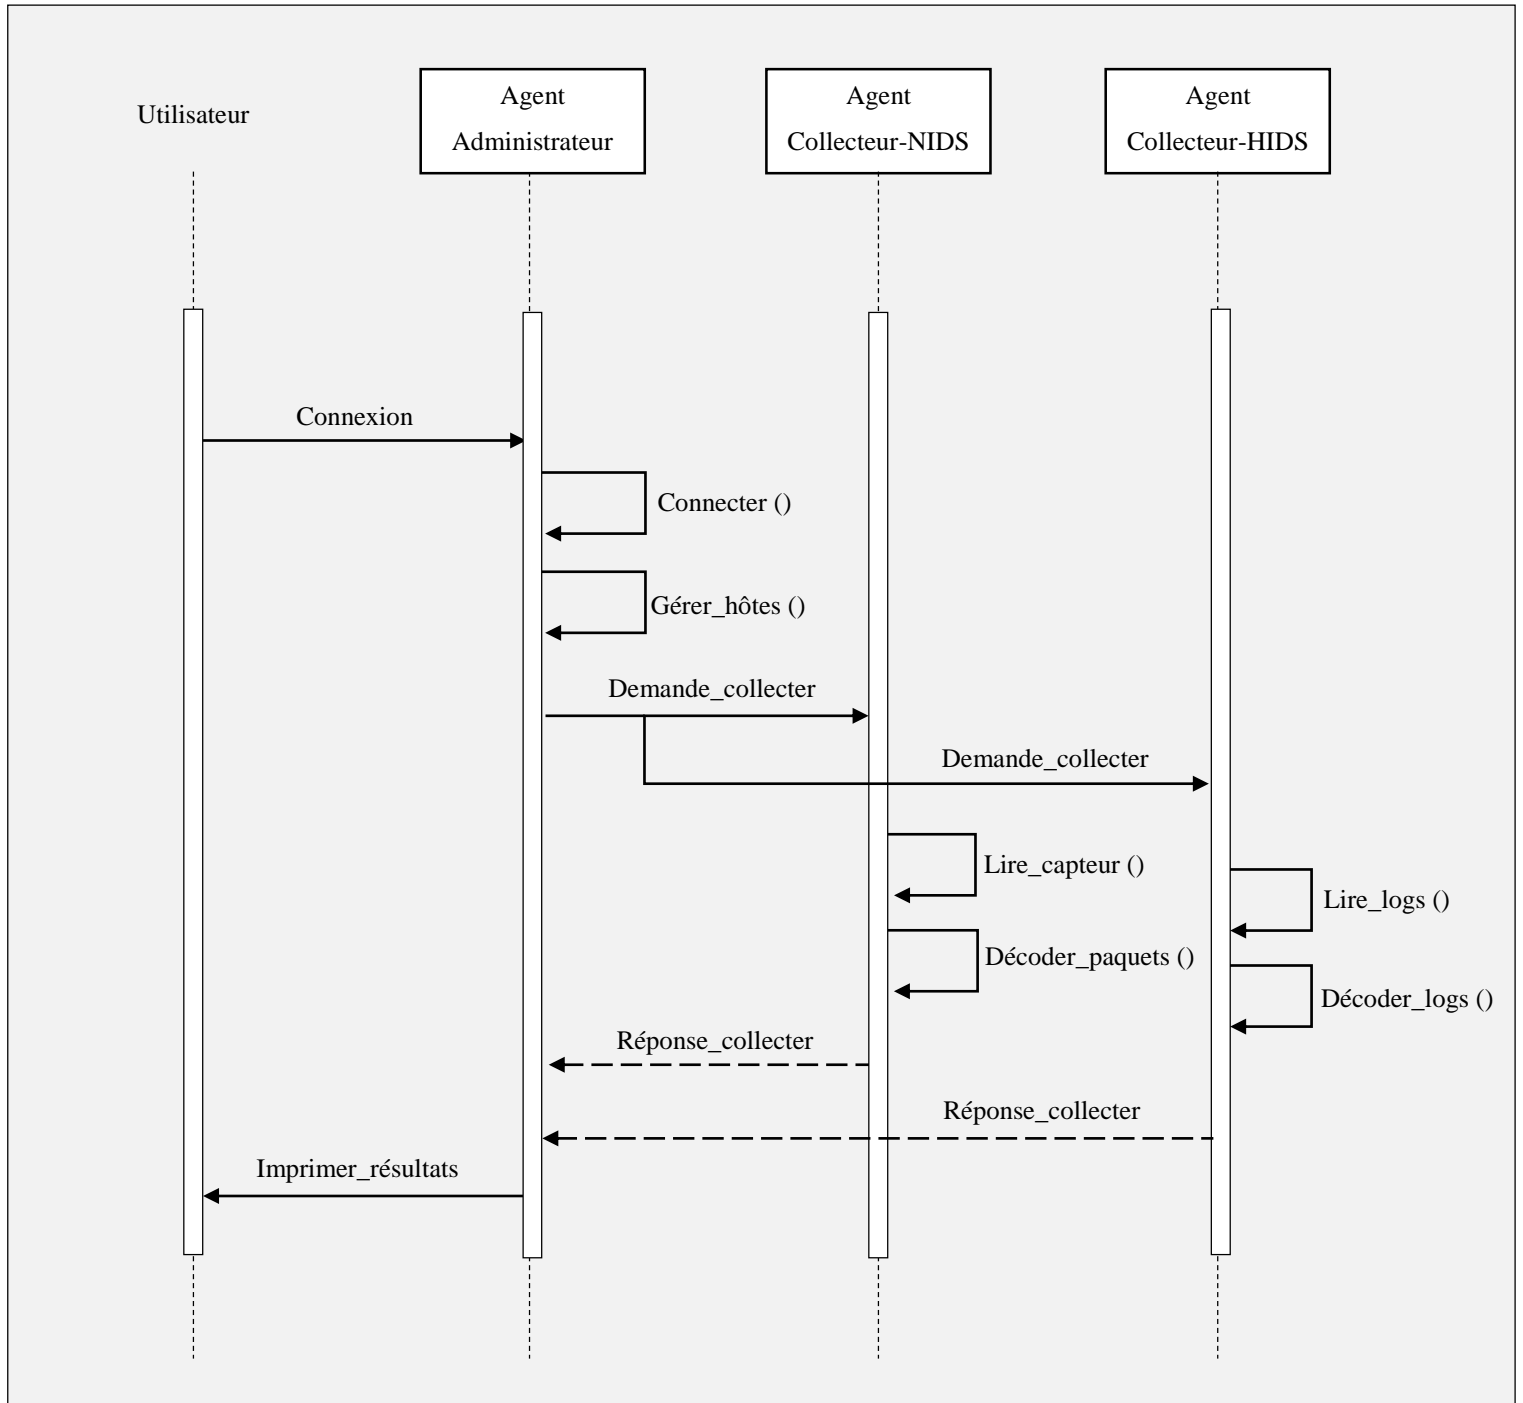 Utilisateur
Agent
Administrateur
Agent
Collecteur-NIDS
Agent
Collecteur-HIDS
Connexion
Connecter ()
Gérer_hôtes ()
Demande_collecter
Demande_collecter
Lire_capteur ()
Lire_logs ()
Décoder_paquets ()
Décoder_logs ()
Réponse_collecter
Réponse_collecter
Imprimer_résultats